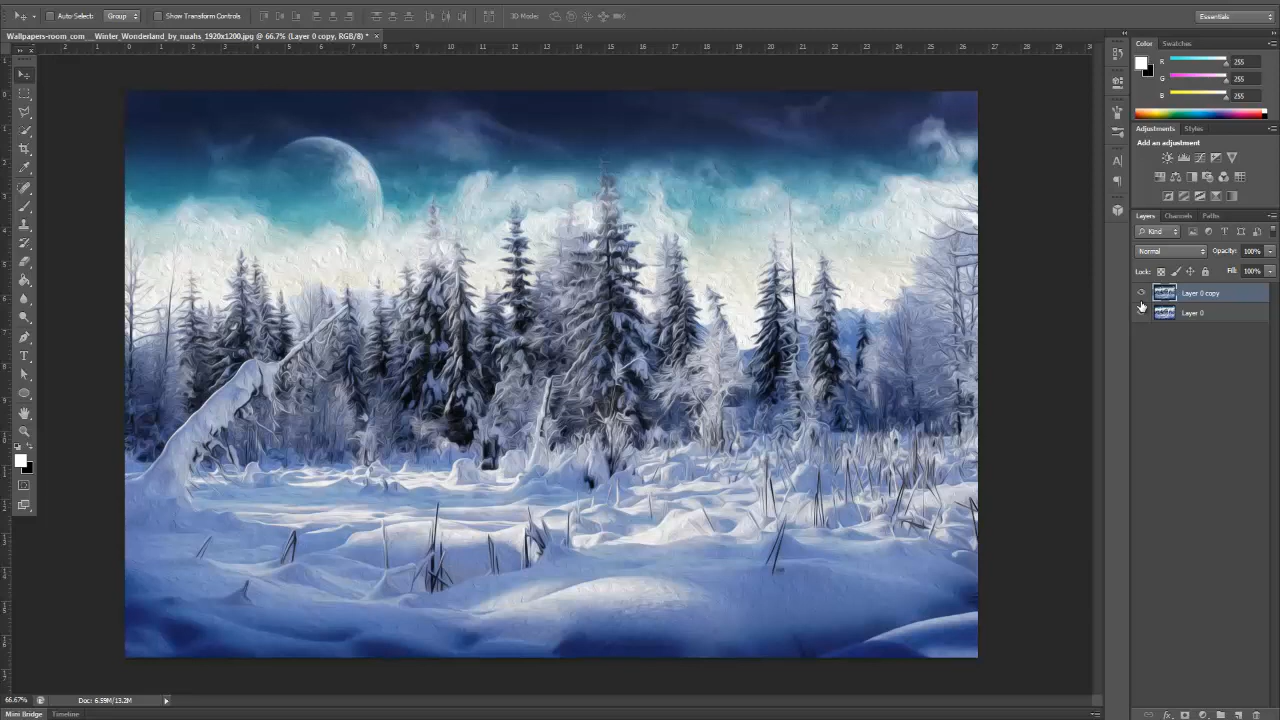 Auto-Select: Group Show Transform Controls 3D Mode: Essentials
Wallpapers-room_com___Winter_Wonderland_by_nuahs_1920x1200.jpg @ 66.7% (Layer 0 copy, RGB/8) *
Color Swatches
R 255
G 255
B 255
Adjustments Styles
Add an adjustment
Layers Channels Paths
Kind
Normal Opacity: 100%
Lock: Fill: 100%
Layer 0 copy
Layer 0
66.67% Doc: 6.59M/13.2M
Mini Bridge Timeline